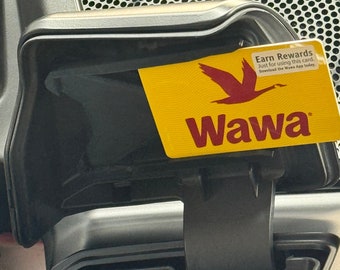 Earn Rewards
Just for using this card.
Download the Wawa App today.
Wawa®